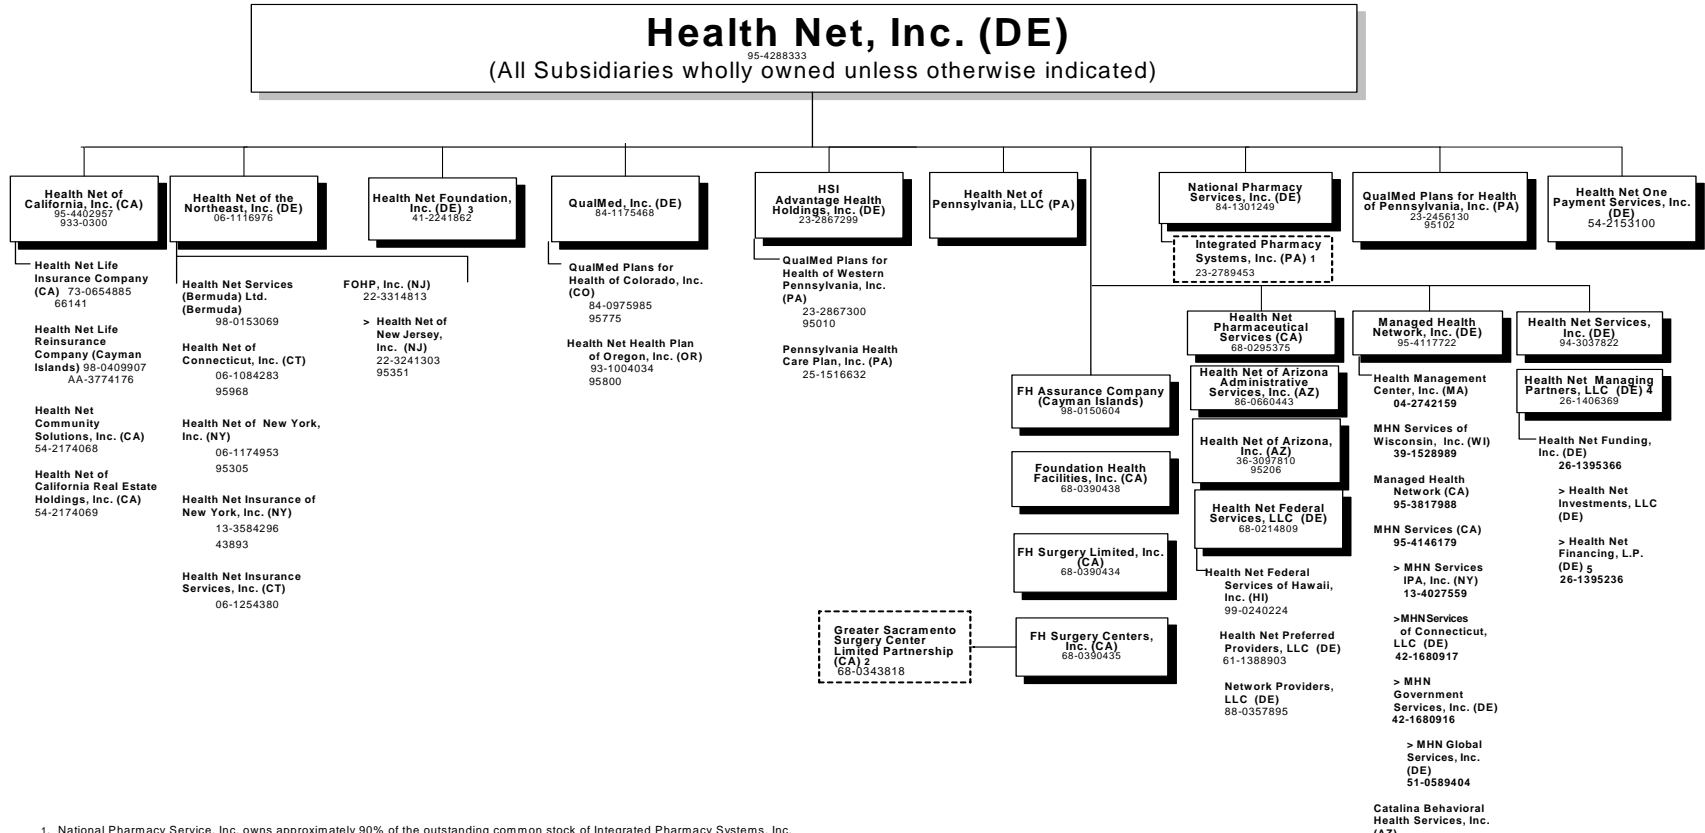 Health Net, Inc. (DE)
95-4288333
(All Subsidiaries wholly owned unless otherwise indicated)
Health Net of
California, Inc. (CA)
95-4402957
933-0300
Health Net Life
Insurance Company
(CA) 73-0654885
66141
Health Net Life
Reinsurance
Company (Cayman
Islands) 98-0409907
AA-3774176
Health Net
Community
Solutions, Inc. (CA)
54-2174068
Health Net of
California Real Estate
Holdings, Inc. (CA)
54-2174069
Health Net of the
Northeast, Inc. (DE)
06-1116976
Health Net Services
(Bermuda) Ltd.
(Bermuda)
98-0153069
Health Net of
Connecticut, Inc. (CT)
06-1084283
95968
Health Net of New York,
Inc. (NY)
06-1174953
95305
Health Net Insurance of
New York, Inc. (NY)
13-3584296
43893
Health Net Insurance
Services, Inc. (CT)
06-1254380
FOHP, Inc. (NJ)
22-3314813
> Health Net of
New Jersey,
Inc. (NJ)
22-3241303
95351
Health Net Foundation,
Inc. (DE) 3
41-2241862
QualMed, Inc. (DE)
84-1175468
QualMed Plans for
Health of Colorado, Inc.
(CO)
84-0975985
95775
Health Net Health Plan
of Oregon, Inc. (OR)
93-1004034
95800
HSI
Advantage Health
Holdings, Inc. (DE)
23-2867299
QualMed Plans for
Health of Western
Pennsylvania, Inc.
(PA)
23-2867300
95010
Pennsylvania Health
Care Plan, Inc. (PA)
25-1516632
Health Net of
Pennsylvania, LLC (PA)
FH Assurance Company
(Cayman Islands)
98-0150604
Foundation Health
Facilities, Inc. (CA)
68-0390438
FH Surgery Limited, Inc.
(CA)
68-0390434
FH Surgery Centers,
Inc. (CA)
68-0390435
Greater Sacramento
Surgery Center
Limited Partnership
(CA) 2
68-0343818
National Pharmacy
Services, Inc. (DE)
84-1301249
Integrated Pharmacy
Systems, Inc. (PA) 1
23-2789453
QualMed Plans for Health
of Pennsylvania, Inc. (PA)
23-2456130
95102
Health Net One
Payment Services, Inc.
(DE)
54-2153100
Health Net
Pharmaceutical
Services (CA)
68-0295375
Health Net of Arizona
Administrative
Services, Inc. (AZ)
86-0660443
Health Net of Arizona,
Inc. (AZ)
36-3097810
95206
Health Net Federal
Services, LLC (DE)
68-0214809
Health Net Federal
Services of Hawaii,
Inc. (HI)
99-0240224
Health Net Preferred
Providers, LLC (DE)
61-1388903
Network Providers,
LLC (DE)
88-0357895
Managed Health
Network, Inc. (DE)
95-4117722
Health Management
Center, Inc. (MA)
04-2742159
MHN Services of
Wisconsin, Inc. (WI)
39-1528989
Managed Health
Network (CA)
95-3817988
MHN Services (CA)
95-4146179
> MHN Services
IPA, Inc. (NY)
13-4027559
>MHN Services
of Connecticut,
LLC (DE)
42-1680917
> MHN
Government
Services, Inc. (DE)
42-1680916
> MHN Global
Services, Inc.
(DE)
51-0589404
Catalina Behavioral
Health Services, Inc.
(AZ)
Health Net Services,
Inc. (DE)
94-3037822
Health Net Managing
Partners, LLC (DE) 4
26-1406369
Health Net Funding,
Inc. (DE)
26-1395366
> Health Net
Investments, LLC
(DE)
> Health Net
Financing, L.P.
(DE) 5
26-1395236
1. National Pharmacy Service, Inc. owns approximately 90% of the outstanding common stock of Integrated Pharmacy Systems, Inc.